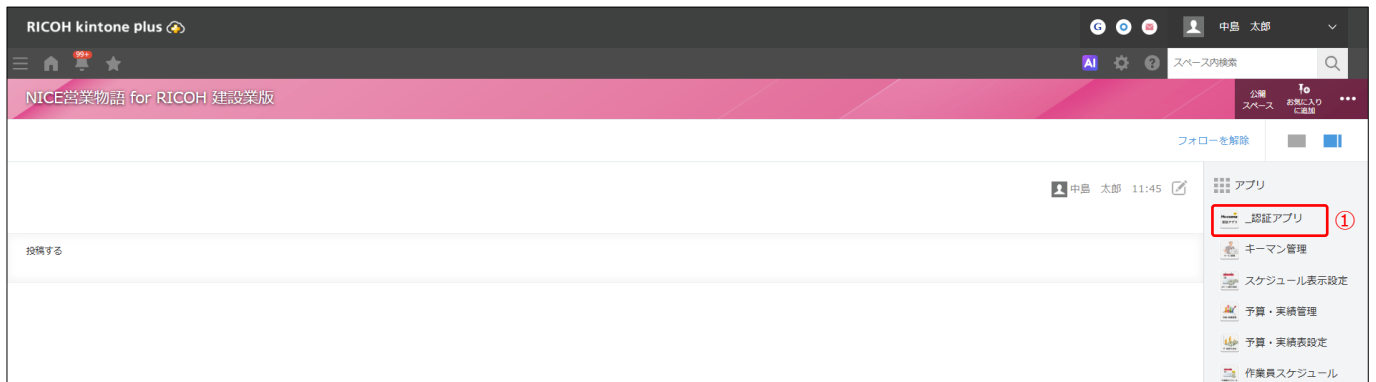 RICOH kintone plus
G
中島 太郎
99+
AI
スペース内検索
NICE営業物語 for RICOH 建設業版
公開
スペース
お気に入り
に追加
フォローを解除
中島 太郎 11:45
アプリ
_認証アプリ
①
投稿する
キーマン管理
スケジュール表示設定
予算・実績管理
予算・実績表設定
作業員スケジュール